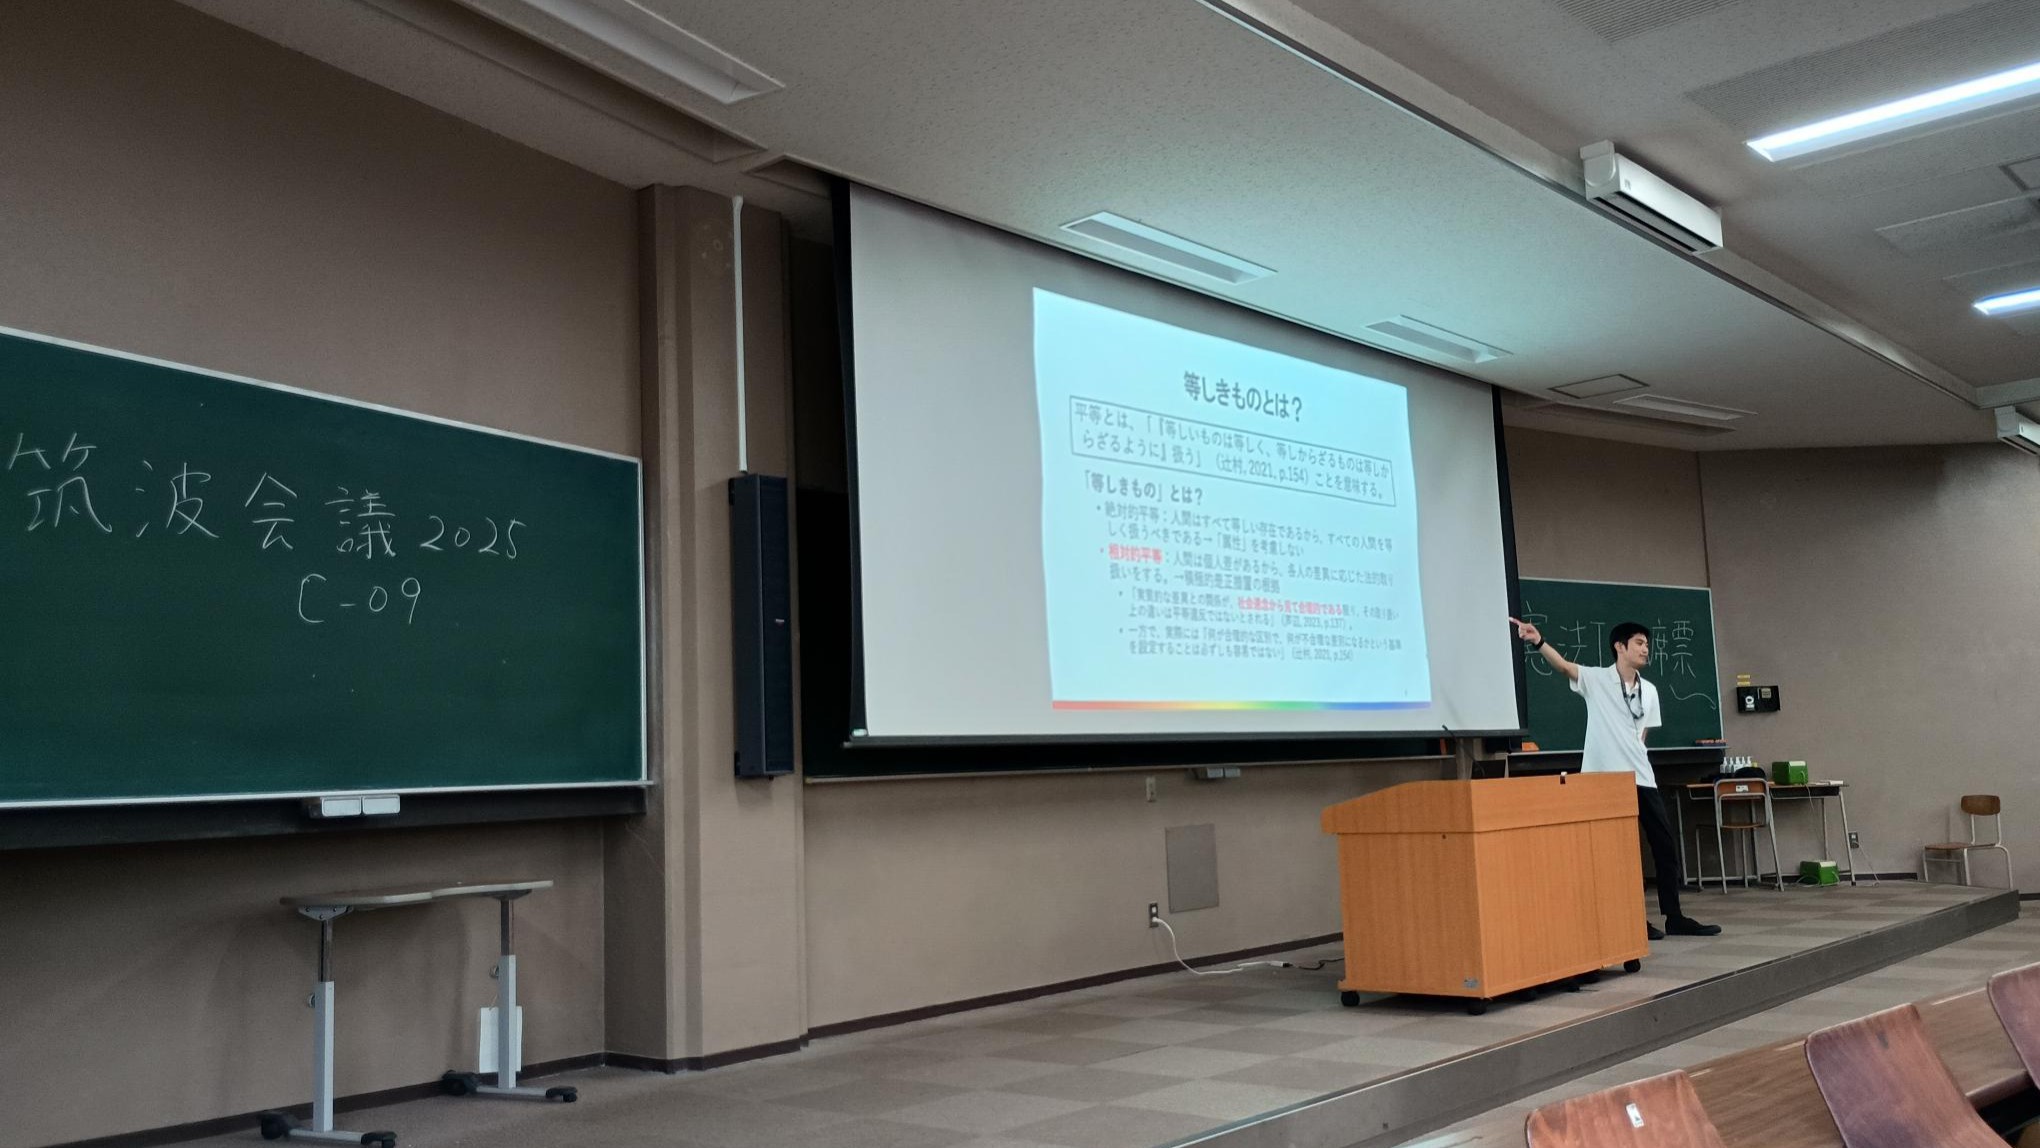 筑波会議2025
C-09
等しきものとは？
平等とは、「『等しいものは等しく、等しからざるものは等しか
らざるように』扱う」（辻村, 2021, p.154）ことを意味する。
「等しきもの」とは？
・絶対的平等：人間はすべて等しい存在であるから、すべての人間を等
しく扱うべきである→「属性」を考慮しない
・相対的平等：人間は個人差があるから、各人の差異に応じた法的取り
扱いをする。→積極的是正措置の根拠
・「実質的な差異との関係が、社会通念から見て合理的である限り、その取り扱い
上の違いは平等違反ではないとされる」（芦辺, 2023, p.137）。
・一方で、実際には「何が合理的な区別で、何が不合理な差別になるかという基準
を設定することは必ずしも容易ではない」（辻村, 2021, p.154）
憲法 席標